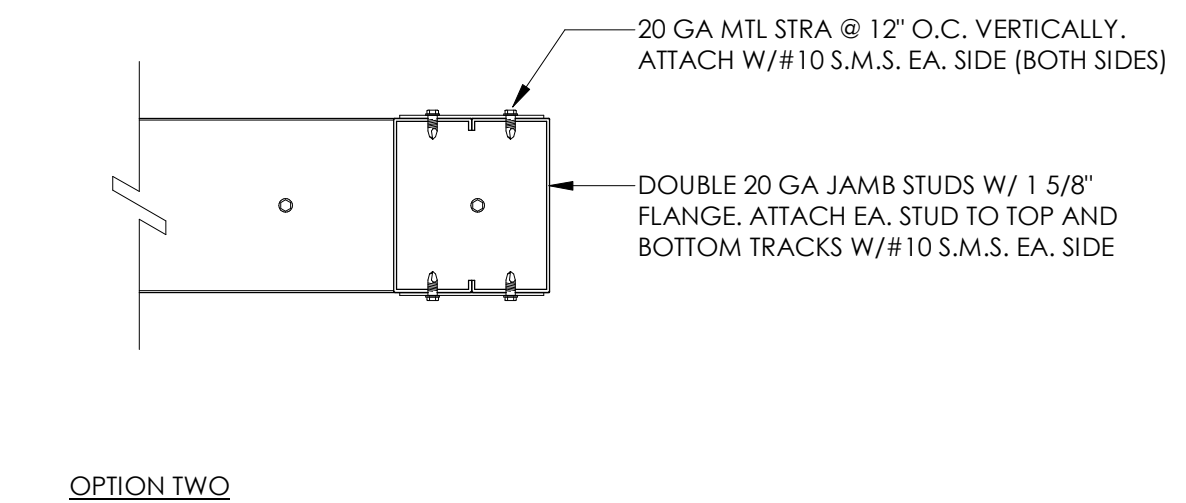 20 GA MTL STRA @ 12" O.C. VERTICALLY.
ATTACH W/#10 S.M.S. EA. SIDE (BOTH SIDES)
DOUBLE 20 GA JAMB STUDS W/ 1 5/8"
FLANGE. ATTACH EA. STUD TO TOP AND
BOTTOM TRACKS W/#10 S.M.S. EA. SIDE
OPTION TWO